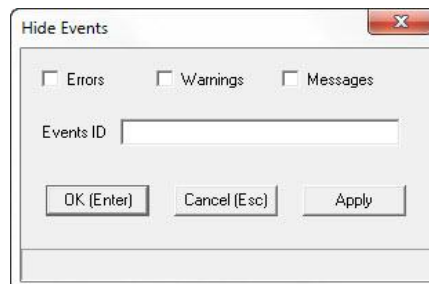 Hide Events
Errors Warnings Messages
Events ID
OK (Enter) Cancel (Esc) Apply